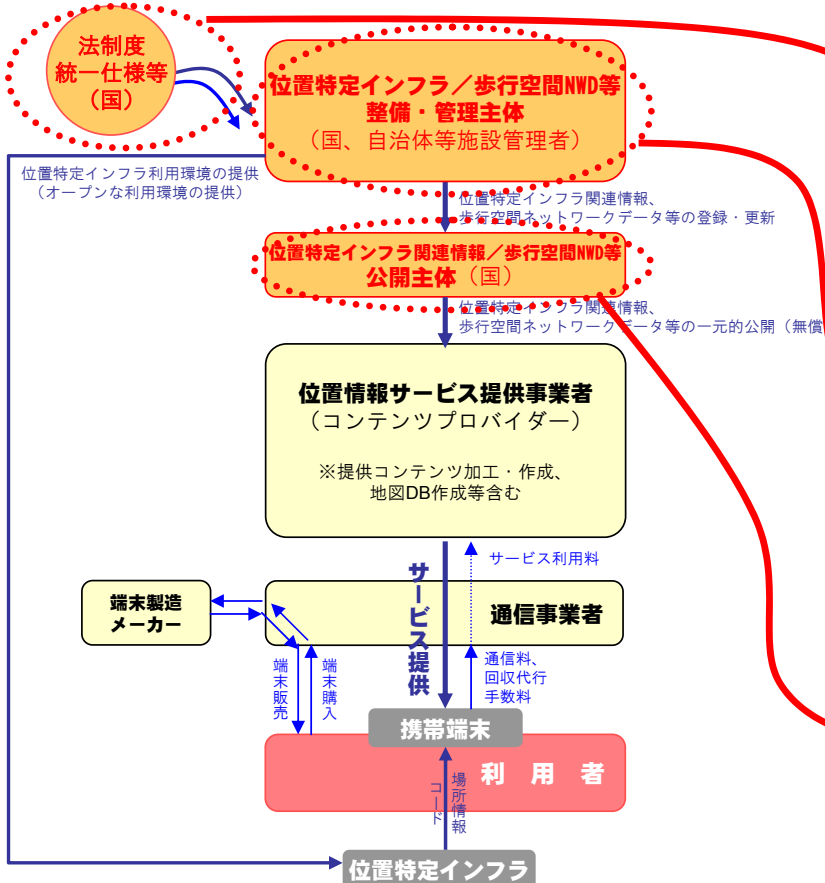 法制度
統一仕様等
（国）
位置特定インフラ／歩行空間NWD等
整備・管理主体
（国、自治体等施設管理者）
位置特定インフラ利用環境の提供
（オープンな利用環境の提供）
位置特定インフラ関連情報、
歩行空間ネットワークデータ等の登録・更新
位置特定インフラ関連情報／歩行空間NWD等
公開主体（国）
位置特定インフラ関連情報、
歩行空間ネットワークデータ等の一元的公開（無償
位置情報サービス提供事業者
（コンテンツプロバイダー）
※提供コンテンツ加工・作成、
地図DB作成等含む
サービス利用料
サービス提供
端末製造
メーカー
通信事業者
端末販売
端末購入
通信料、
回収代行
手数料
携帯端末
利用者
場所情報
コード
位置特定インフラ